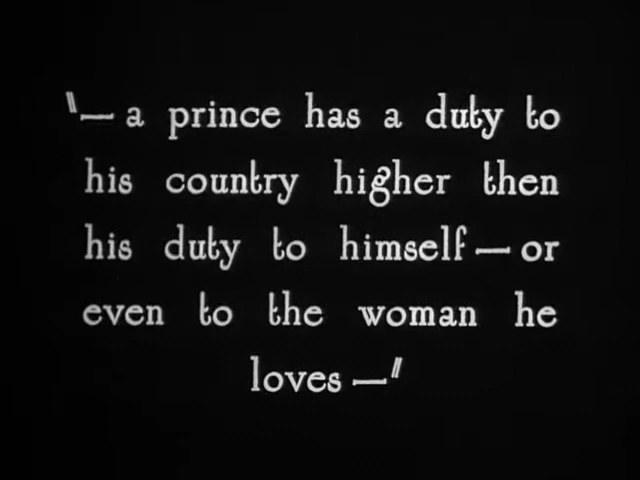 "— a prince has a duty to
his country higher then
his duty to himself — or
even to the woman he
loves —"